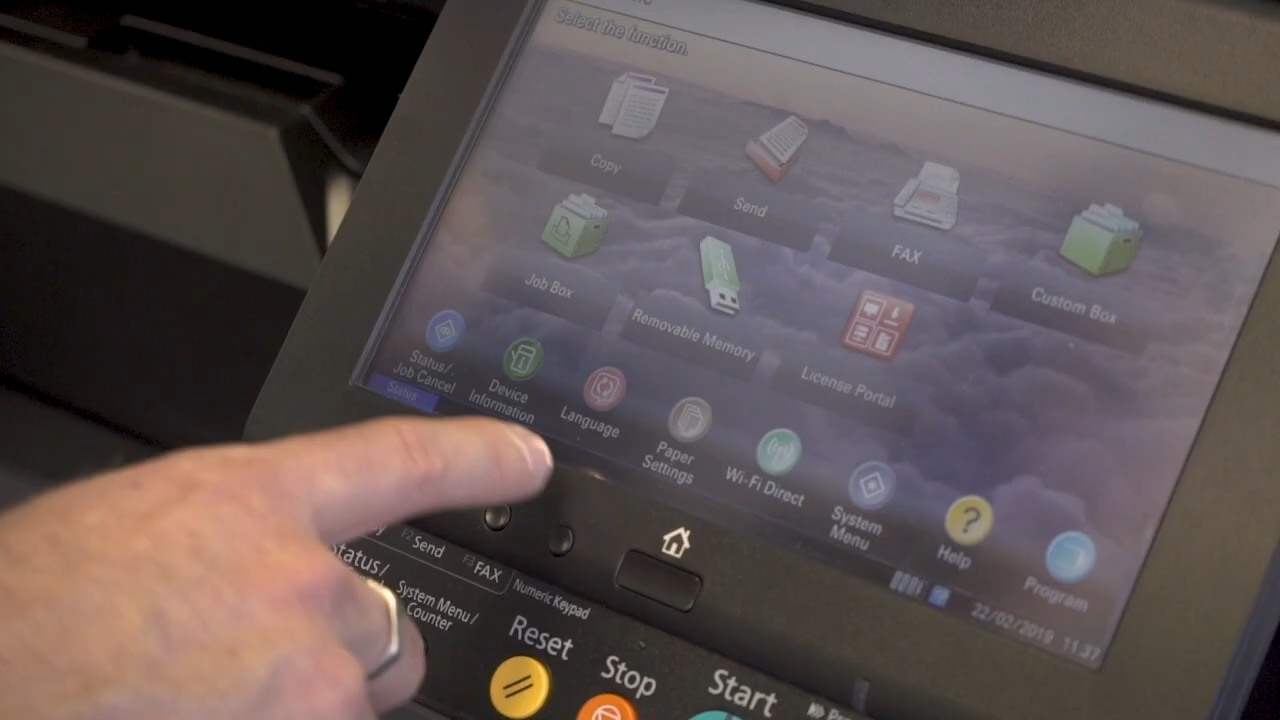 Select the function.
Copy
Send
FAX
Custom Box
Job Box
Removable Memory
License Portal
Status/
Job Cancel
Device
Information
Language
Paper
Settings
Wi-Fi Direct
System
Menu
Help
Program
Status
22/02/2019 11:37
F2 Send
F3 FAX
Numeric Keypad
Status/
System Menu/
Counter
Reset
Stop
Start